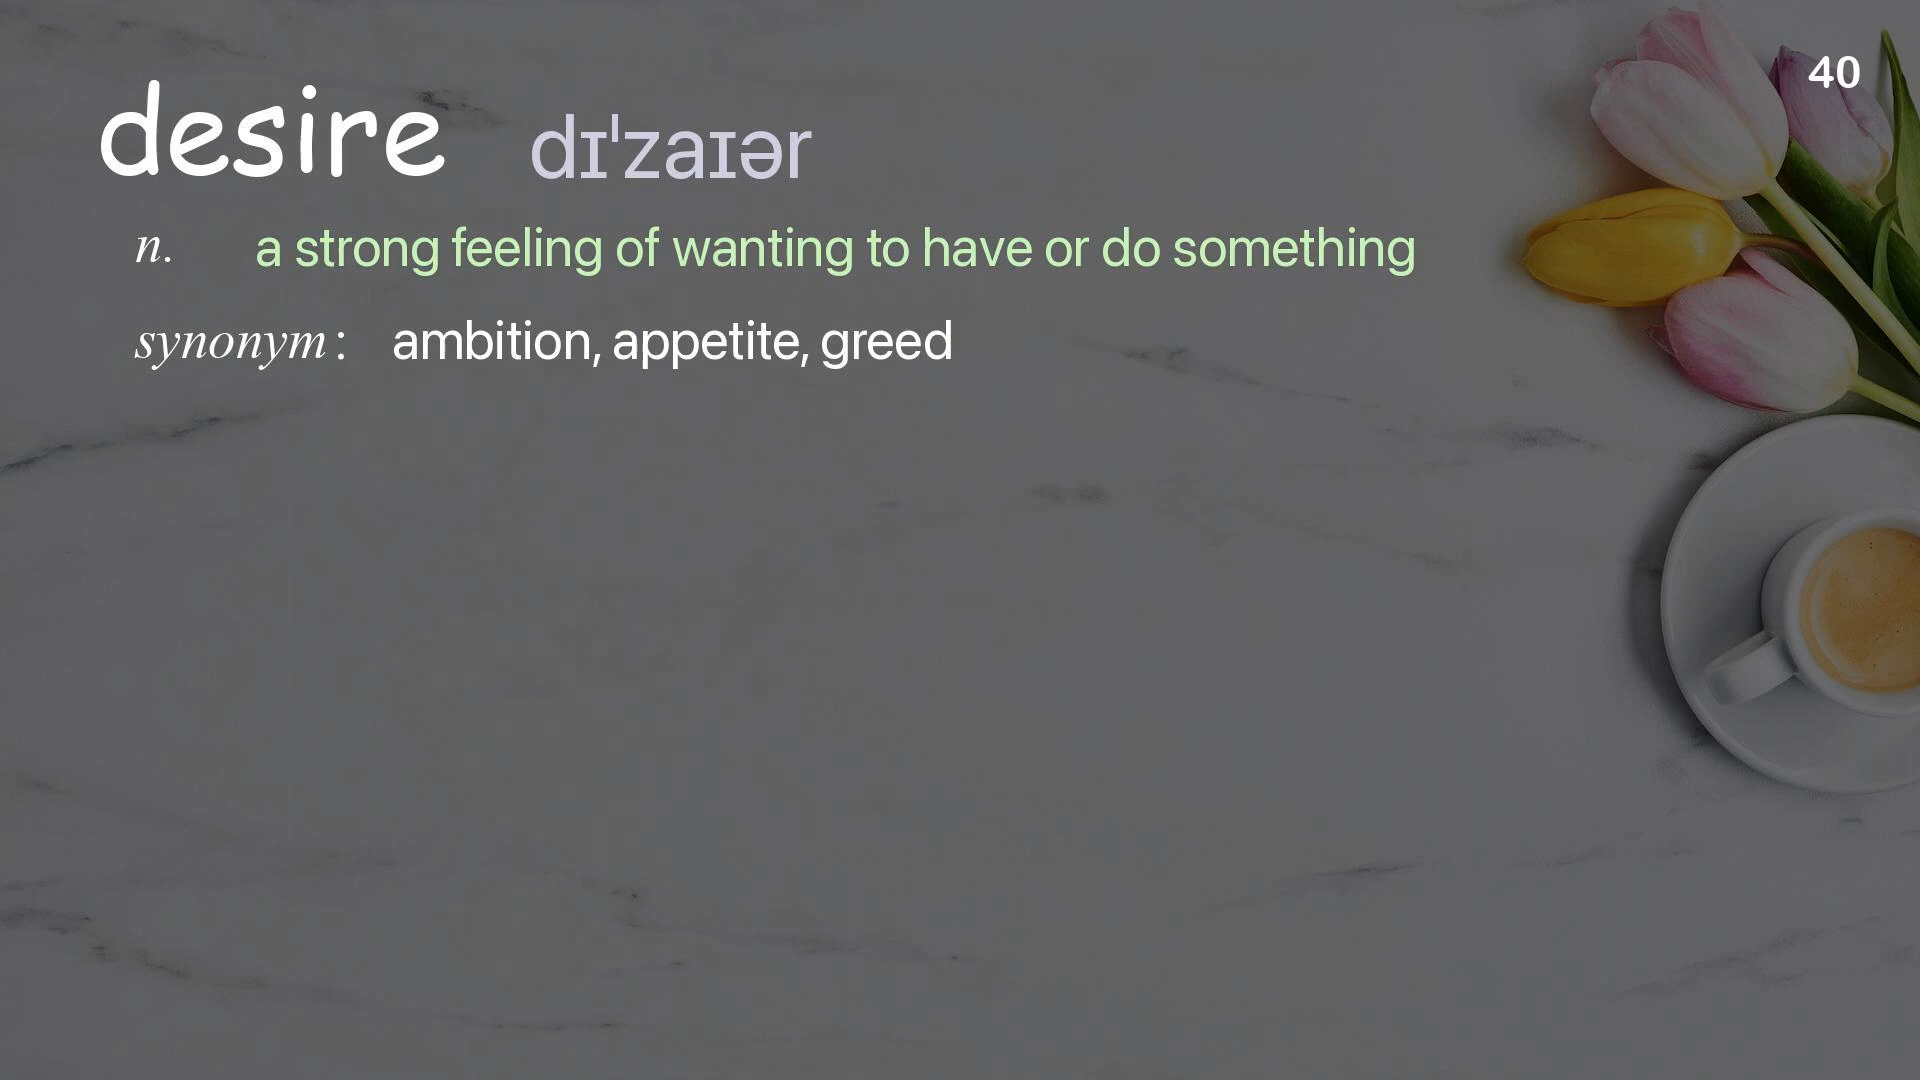 40
desire dɪˈzaɪər
n. a strong feeling of wanting to have or do something
synonym: ambition, appetite, greed